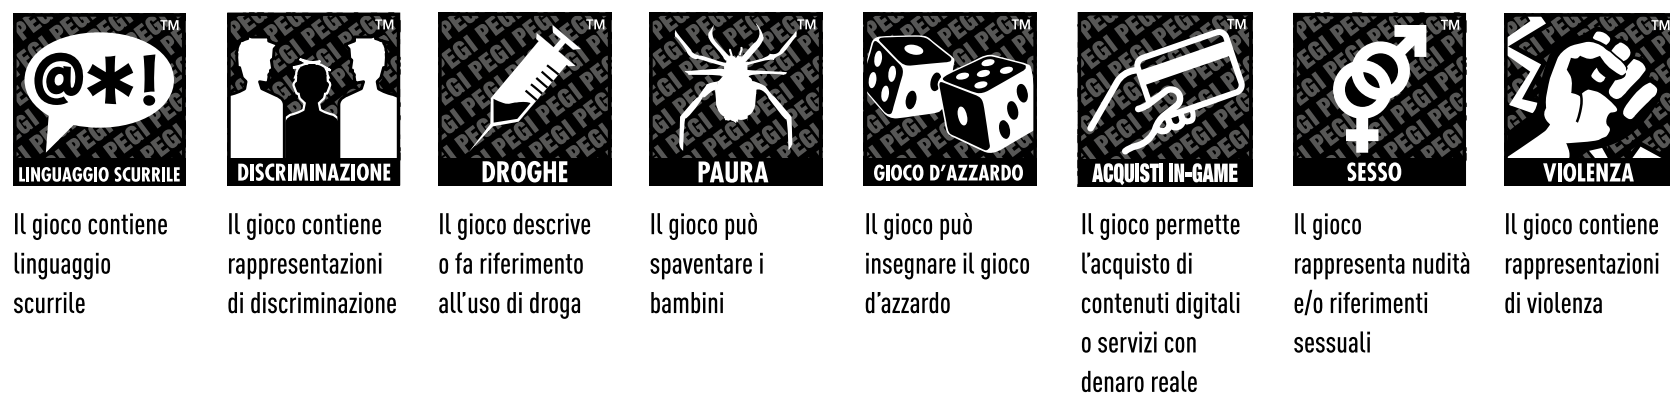 @*!
TM
LINGUAGGIO SCURRILE
Il gioco contiene
linguaggio
scurrile
TM
DISCRIMINAZIONE
Il gioco contiene
rappresentazioni
di discriminazione
TM
DROGHE
Il gioco descrive
o fa riferimento
all'uso di droga
TM
PAURA
Il gioco può
spaventare i
bambini
TM
GIOCO D'AZZARDO
Il gioco può
insegnare il gioco
d'azzardo
TM
ACQUISTI IN-GAME
Il gioco permette
l'acquisto di
contenuti digitali
o servizi con
denaro reale
TM
SESSO
Il gioco
rappresenta nudità
e/o riferimenti
sessuali
TM
VIOLENZA
Il gioco contiene
rappresentazioni
di violenza